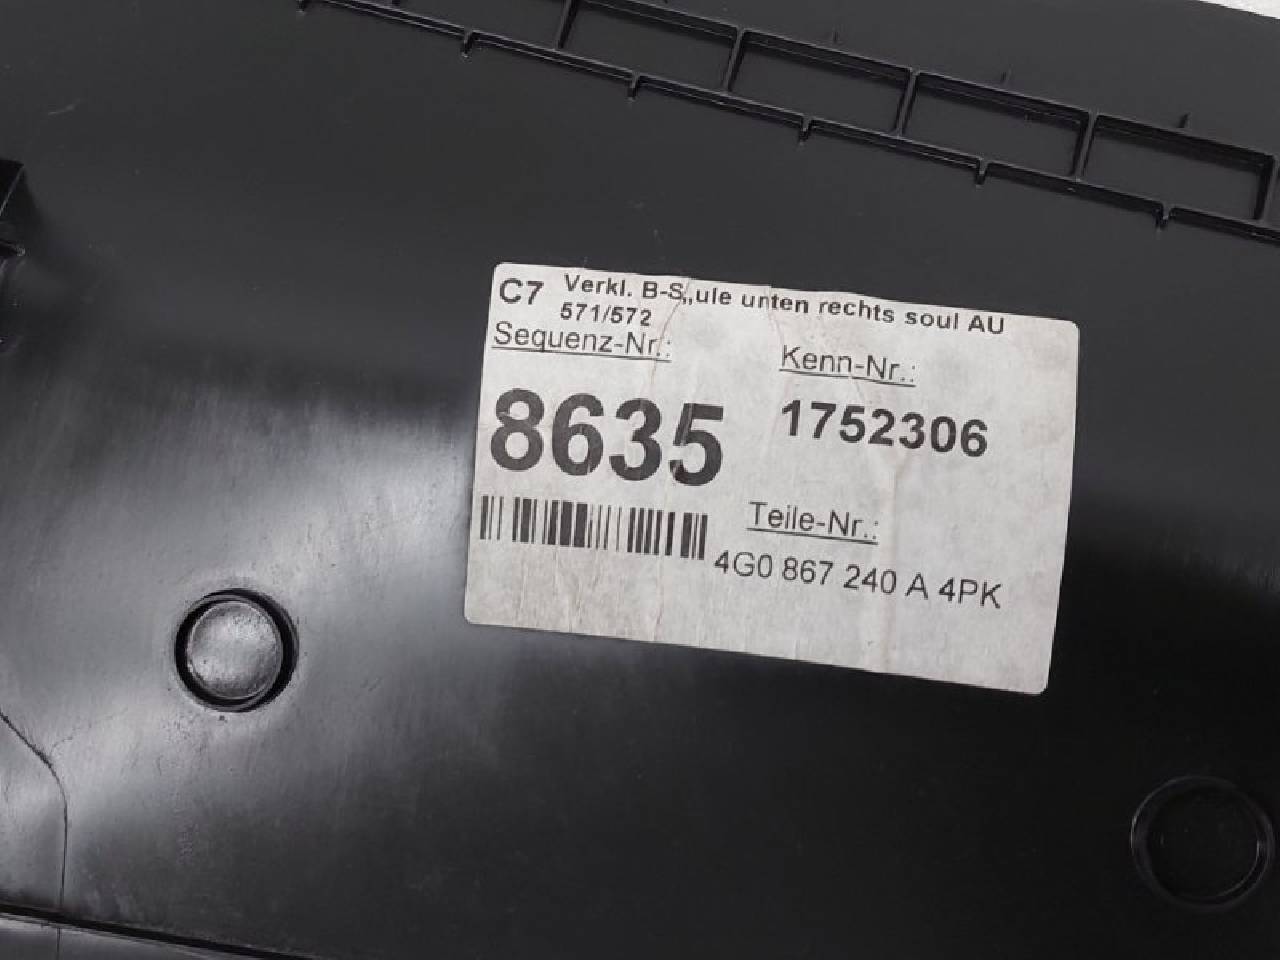 C7 Verkl. B-S„ule unten rechts soul AU
571/572
Sequenz-Nr.:
Kenn-Nr.:
8635
1752306
Teile-Nr.:
4G0 867 240 A 4PK